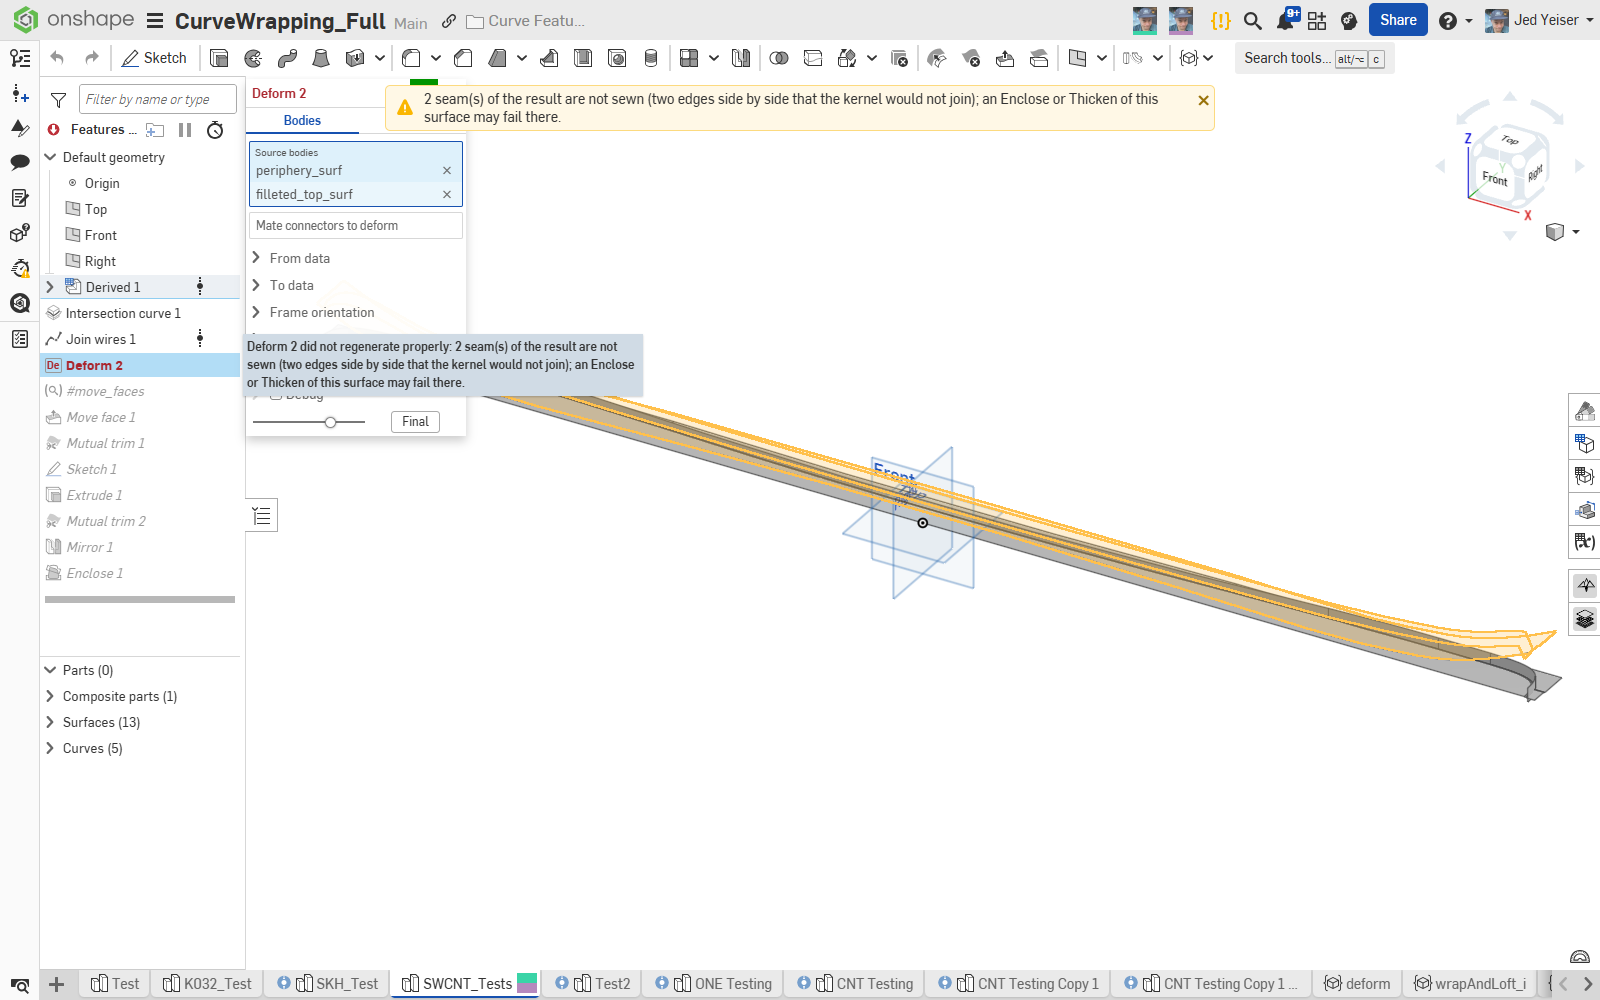 onshape
CurveWrapping_Full
Main
Curve Featu...
9+
Share
Jed Yeiser
Sketch
Search tools...
alt/⌥
c
Filter by name or type
Features ...
Default geometry
Origin
Top
Front
Right
Derived 1
Intersection curve 1
Join wires 1
De
Deform 2
#move_faces
Move face 1
Mutual trim 1
Sketch 1
Extrude 1
Mutual trim 2
Mirror 1
Enclose 1
Parts (0)
Composite parts (1)
Surfaces (13)
Curves (5)
Deform 2
Bodies
Source bodies
periphery_surf
filleted_top_surf
Mate connectors to deform
From data
To data
Frame orientation
Debug
Final
2 seam(s) of the result are not sewn (two edges side by side that the kernel would not join); an Enclose or Thicken of this
surface may fail there.
Deform 2 did not regenerate properly: 2 seam(s) of the result are not
sewn (two edges side by side that the kernel would not join); an Enclose
or Thicken of this surface may fail there.
Front
Top
Z
Top
Y
Front
Right
X
Test
K032_Test
SKH_Test
SWCNT_Tests
Test2
ONE Testing
CNT Testing
CNT Testing Copy 1
CNT Testing Copy 1 ...
deform
wrapAndLoft_i